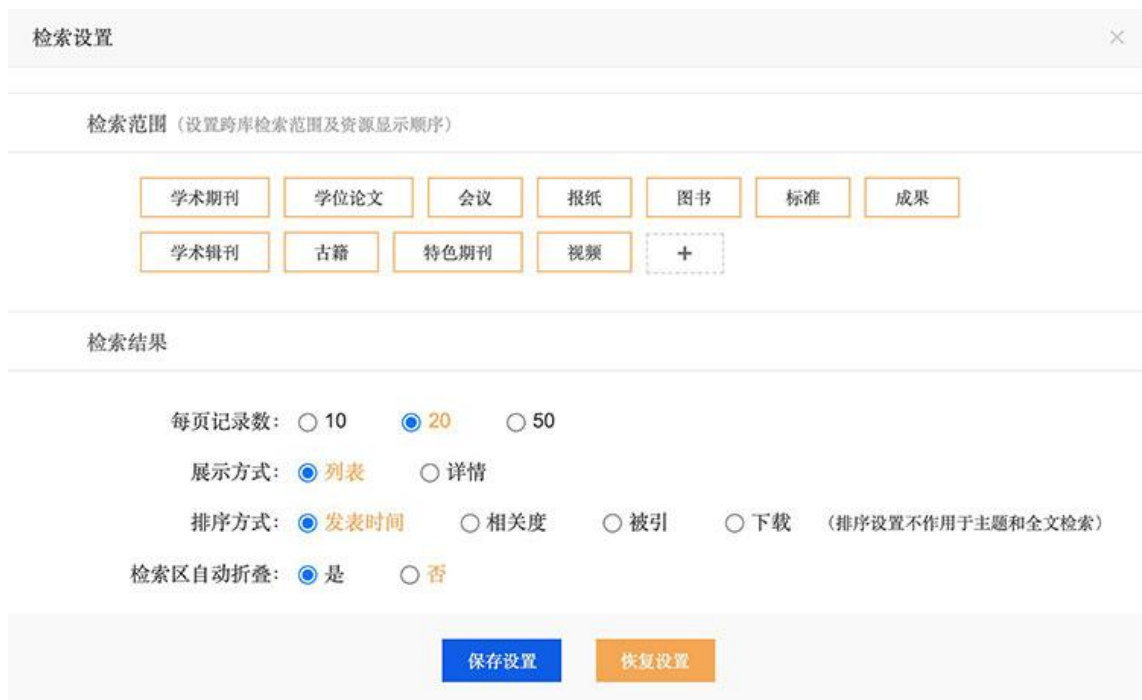 检索设置
检索范围（设置跨库检索范围及资源显示顺序）
学术期刊 学位论文 会议 报纸 图书 标准 成果
学术辑刊 古籍 特色期刊 视频 +
检索结果
每页记录数： 10 20 50
展示方式： 列表 详情
排序方式： 发表时间 相关度 被引 下载 （排序设置不作用于主题和全文检索）
检索区自动折叠： 是 否
保存设置 恢复设置